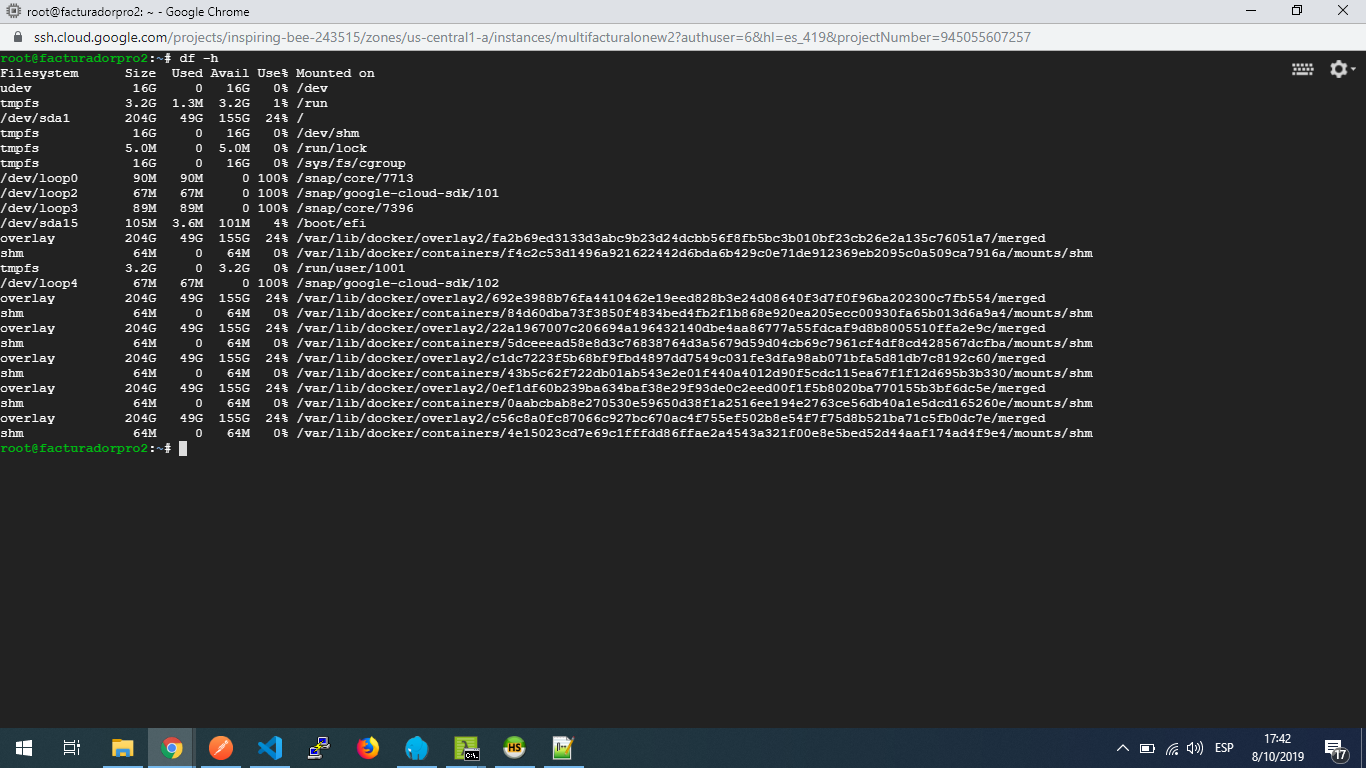 root@facturadorpro2: ~ - Google Chrome
ssh.cloud.google.com/projects/inspiring-bee-243515/zones/us-central1-a/instances/multifacturalonew2?authuser=6&hl=es_419&projectNumber=945055607257
root@facturadorpro2:~# df -h
Filesystem      Size  Used Avail Use% Mounted on
udev             16G     0   16G   0% /dev
tmpfs           3.2G  1.3M  3.2G   1% /run
/dev/sda1       204G   49G  155G  24% /
tmpfs            16G     0   16G   0% /dev/shm
tmpfs           5.0M     0  5.0M   0% /run/lock
tmpfs            16G     0   16G   0% /sys/fs/cgroup
/dev/loop0       90M   90M     0 100% /snap/core/7713
/dev/loop2       67M   67M     0 100% /snap/google-cloud-sdk/101
/dev/loop3       89M   89M     0 100% /snap/core/7396
/dev/sda15      105M  3.6M  101M   4% /boot/efi
overlay         204G   49G  155G  24% /var/lib/docker/overlay2/fa2b69ed3133d3abc9b23d24dcbb56f8fb5bc3b010bf23cb26e2a135c76051a7/merged
shm              64M     0   64M   0% /var/lib/docker/containers/f4c2c53d1496a921622442d6bda6b429c0e71de912369eb2095c0a509ca7916a/mounts/shm
tmpfs           3.2G     0  3.2G   0% /run/user/1001
/dev/loop4       67M   67M     0 100% /snap/google-cloud-sdk/102
overlay         204G   49G  155G  24% /var/lib/docker/overlay2/692e3988b76fa4410462e19eed828b3e24d08640f3d7f0f96ba202300c7fb554/merged
shm              64M     0   64M   0% /var/lib/docker/containers/84d60dba73f3850f4834bed4fb2f1b868e920ea205ecc00930fa65b013d6a9a4/mounts/shm
overlay         204G   49G  155G  24% /var/lib/docker/overlay2/22a1967007c206694a196432140dbe4aa86777a55fdcaf9d8b8005510ffa2e9c/merged
shm              64M     0   64M   0% /var/lib/docker/containers/5dceeead58e8d3c76838764d3a5679d59d04cb69c7961cf4df8cd428567dcfba/mounts/shm
overlay         204G   49G  155G  24% /var/lib/docker/overlay2/c1dc7223f5b68bf9fbd4897dd7549c031fe3dfa98ab071bfa5d81db7c8192c60/merged
shm              64M     0   64M   0% /var/lib/docker/containers/43b5c62f722db01ab543e2e01f440a4012d90f5cdc115ea67f1f12d695b3b330/mounts/shm
overlay         204G   49G  155G  24% /var/lib/docker/overlay2/0ef1df60b239ba634baf38e29f93de0c2eed00f1f5b8020ba770155b3bf6dc5e/merged
shm              64M     0   64M   0% /var/lib/docker/containers/0aabcbab8e270530e59650d38f1a2516ee194e2763ce56db40a1e5dcd165260e/mounts/shm
overlay         204G   49G  155G  24% /var/lib/docker/overlay2/c56c8a0fc87066c927bc670ac4f755ef502b8e54f7f75d8b521ba71c5fb0dc7e/merged
shm              64M     0   64M   0% /var/lib/docker/containers/4e15023cd7e69c1fffdd86ffae2a4543a321f00e8e5bed52d44aaf174ad4f9e4/mounts/shm
root@facturadorpro2:~#
C:\
HS
ESP
17:42
8/10/2019
17